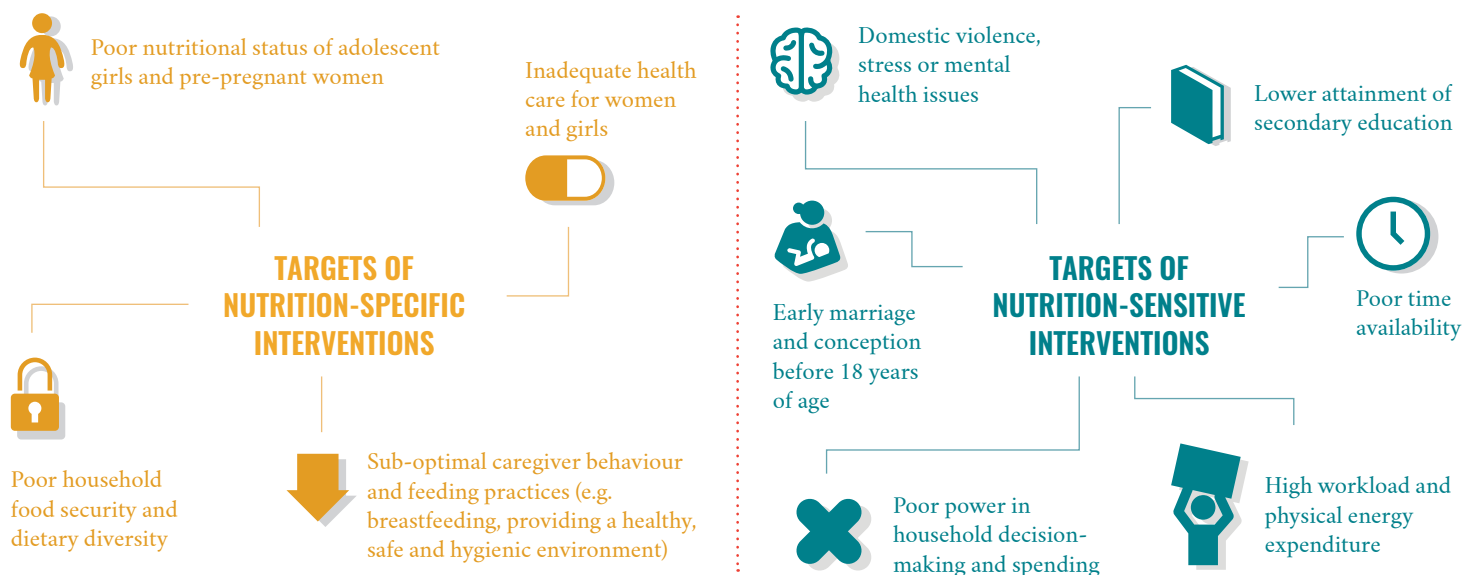 Poor nutritional status of adolescent
girls and pre-pregnant women
Inadequate health
care for women
and girls
TARGETS OF
NUTRITION-SPECIFIC
INTERVENTIONS
Poor household
food security and
dietary diversity
Sub-optimal caregiver behaviour
and feeding practices (e.g.
breastfeeding, providing a healthy,
safe and hygienic environment)
Domestic violence,
stress or mental
health issues
Lower attainment of
secondary education
TARGETS OF
NUTRITION-SENSITIVE
INTERVENTIONS
Early marriage
and conception
before 18 years
of age
Poor time
availability
Poor power in
household decision-
making and spending
High workload and
physical energy
expenditure